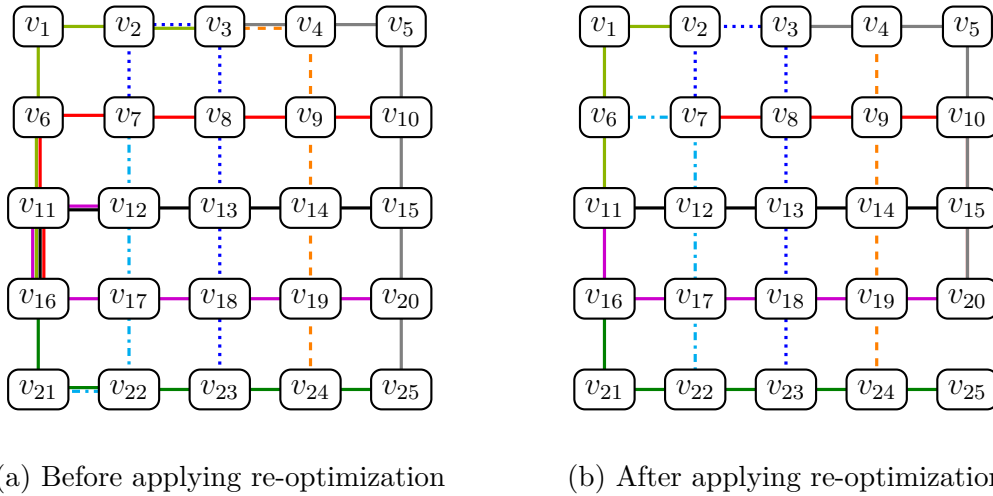 v1 v2 v3 v4 v5 v1 v2 v3 v4 v5
v6 v7 v8 v9 v10 v6 v7 v8 v9 v10
v11 v12 v13 v14 v15 v11 v12 v13 v14 v15
v16 v17 v18 v19 v20 v16 v17 v18 v19 v20
v21 v22 v23 v24 v25 v21 v22 v23 v24 v25
(a) Before applying re-optimization (b) After applying re-optimization